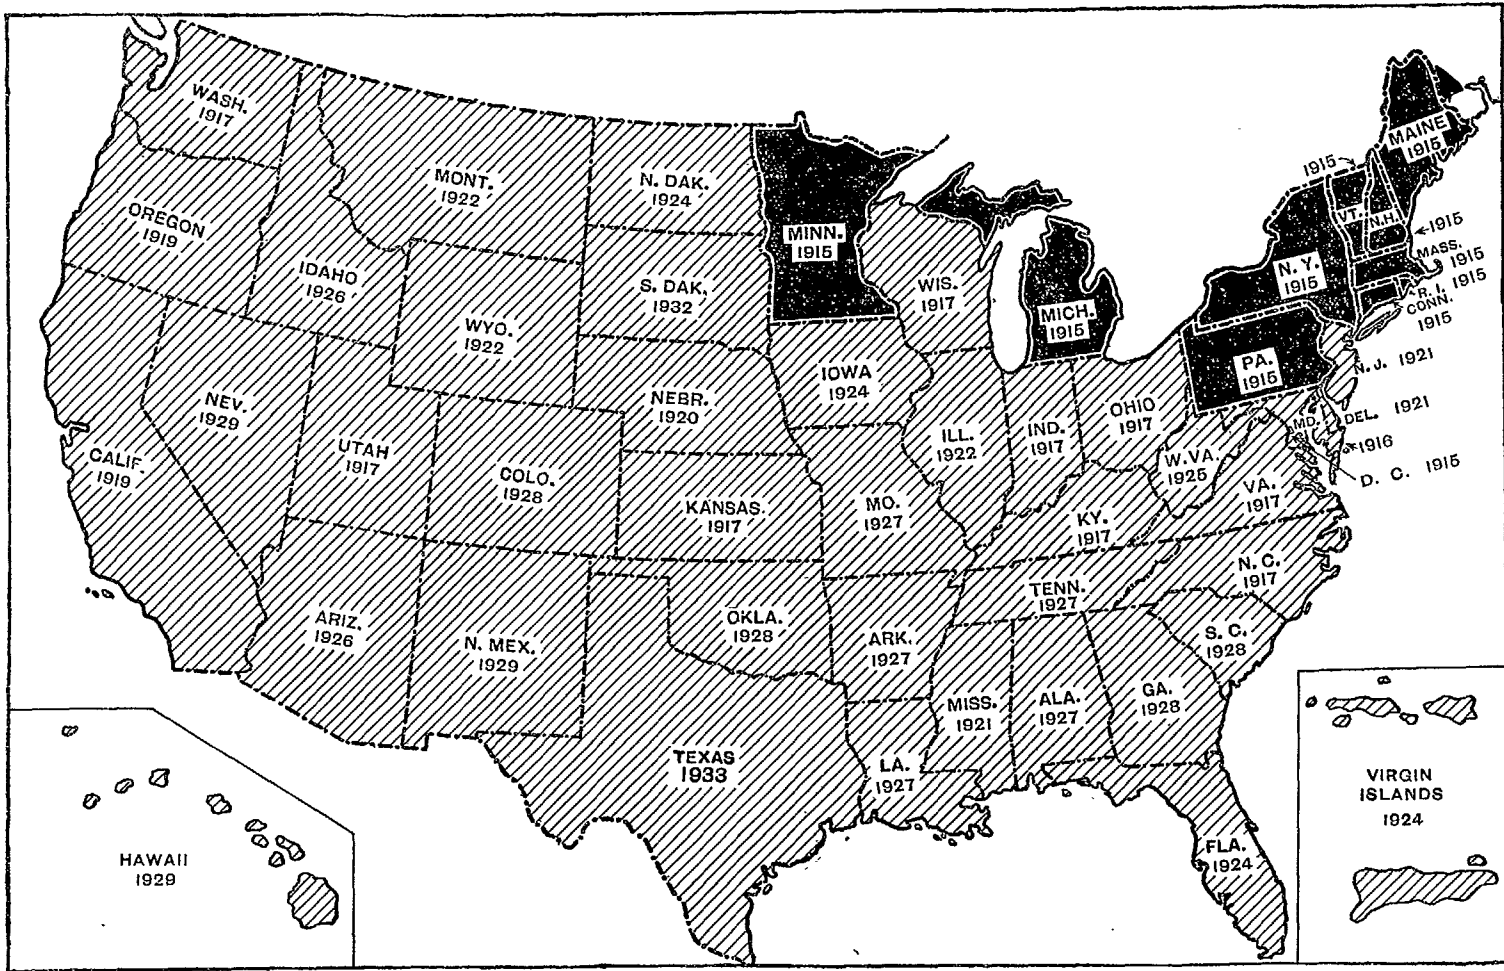 WASH.
1917
OREGON
1919
CALIF.
1919
IDAHO
1926
NEV.
1929
MONT.
1922
WYO.
1922
UTAH
1917
COLO.
1928
ARIZ.
1926
N. MEX.
1929
N. DAK.
1924
S. DAK.
1932
NEBR.
1920
KANSAS.
1917
OKLA.
1928
TEXAS
1933
MINN.
1915
IOWA
1924
MO.
1927
ARK.
1927
LA.
1927
WIS.
1917
ILL.
1922
MICH.
1915
IND.
1917
OHIO
1917
KY.
1917
TENN.
1927
MISS.
1921
ALA.
1927
GA.
1928
FLA.
1924
S. C.
1928
N. C.
1917
VA.
1917
W.VA.
1925
PA.
1915
N. Y.
1915
1915
VT.
N.H.
1915
MAINE
1915
MASS.
1915
R. I. 1915
CONN.
1915
N. J. 1921
DEL. 1921
MD.
1916
D. C. 1915
HAWAII
1929
VIRGIN
ISLANDS
1924